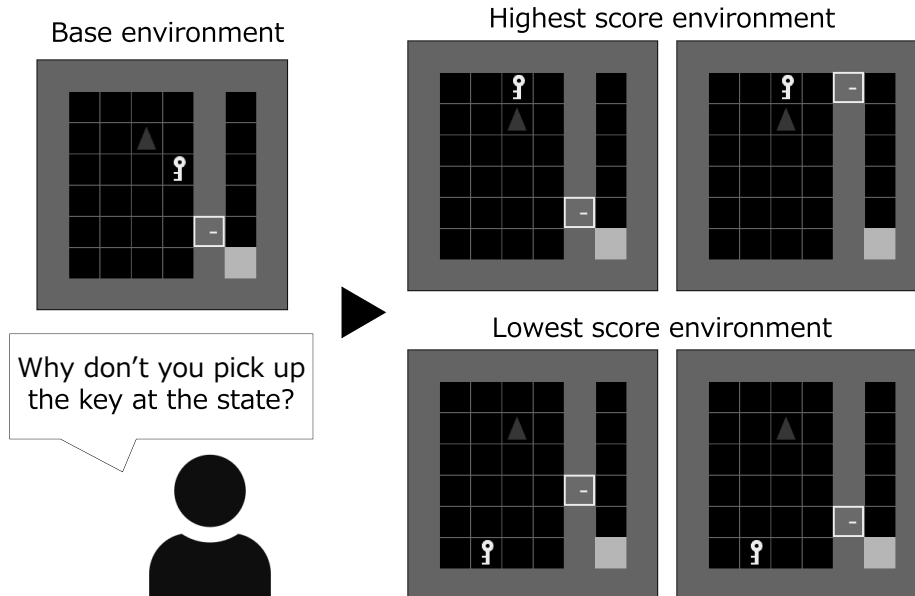 Base environment
Highest score environment
Why don't you pick up
the key at the state?
Lowest score environment